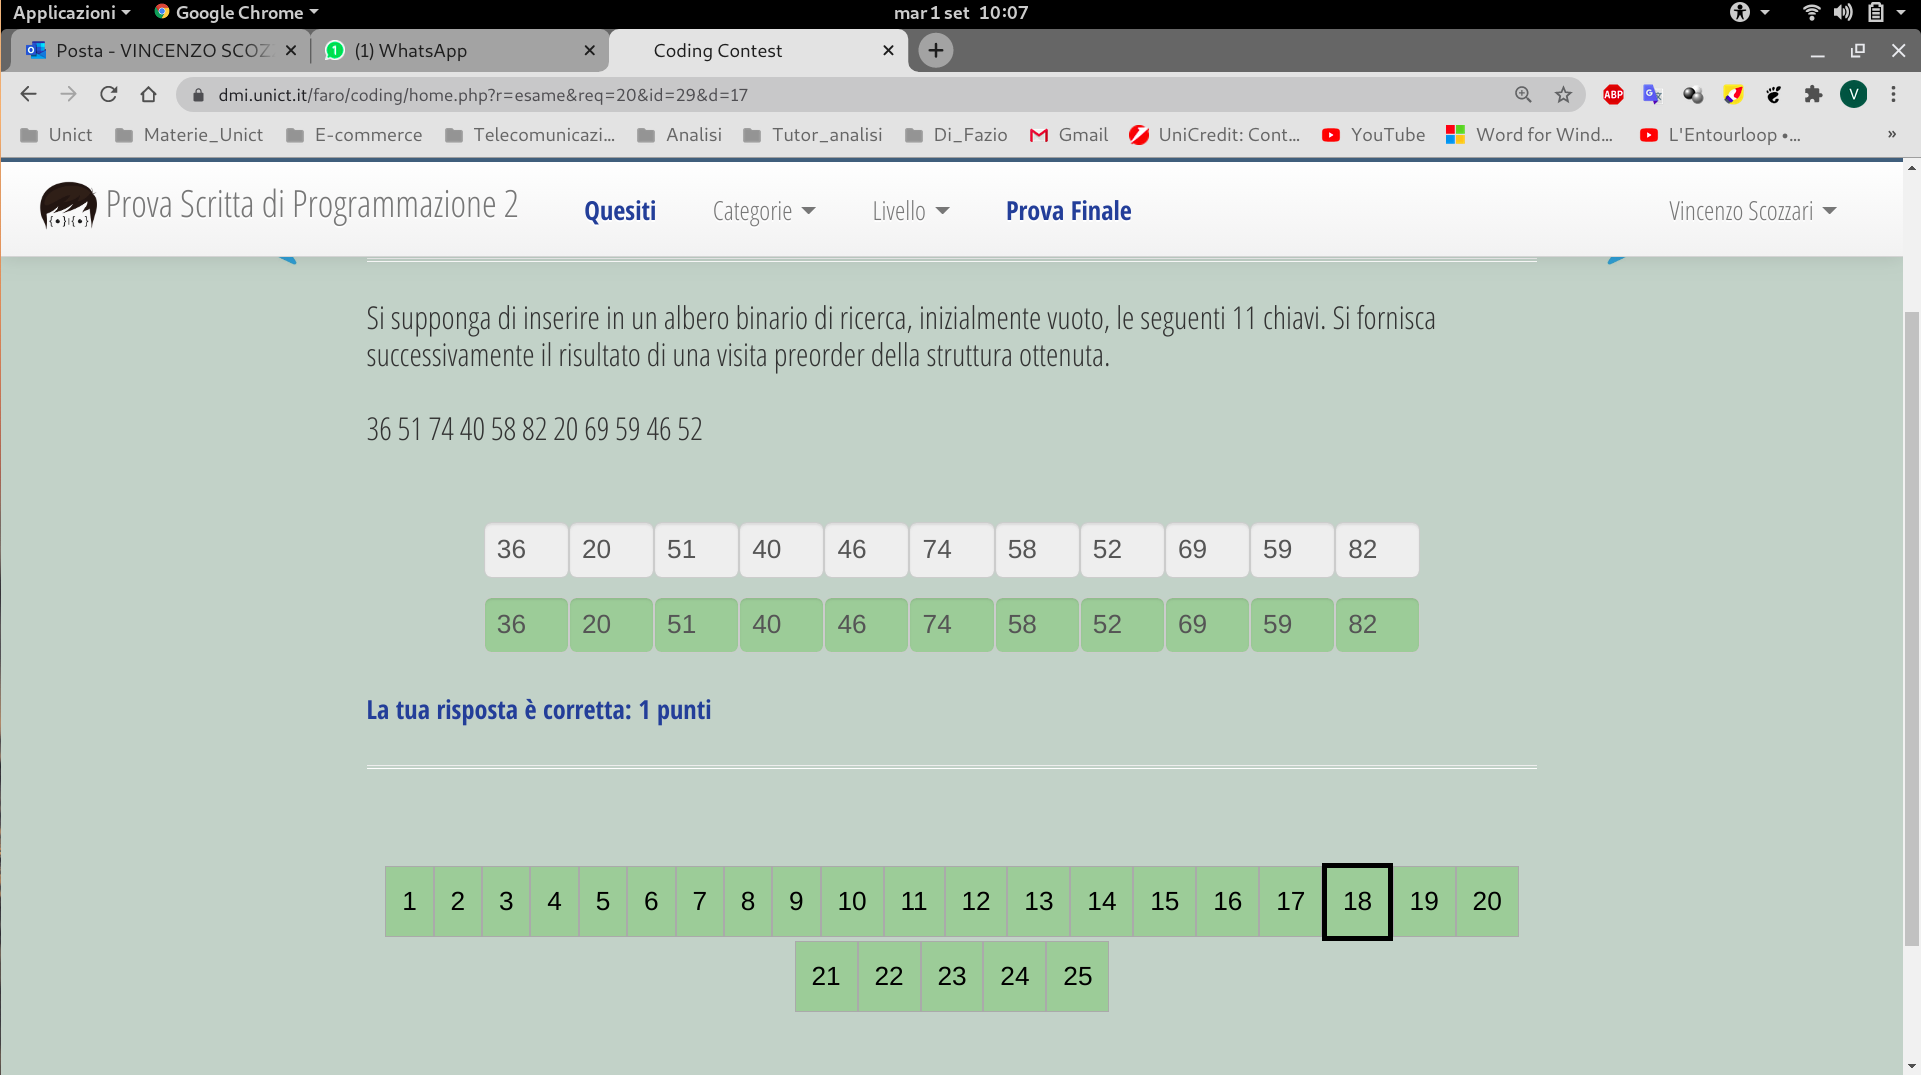 Applicazioni Google Chrome mar 1 set 10:07
Posta - VINCENZO SCOZ (1) WhatsApp Coding Contest
dmi.unict.it/faro/coding/home.php?r=esame&req=20&id=29&d=17 ABP V
Unict Materie_Unict E-commerce Telecomunicazi... Analisi Tutor_analisi Di_Fazio Gmail UniCredit: Cont... YouTube Word for Wind... L'Entourloop •... »
Prova Scritta di Programmazione 2 Quesiti Categorie Livello Prova Finale Vincenzo Scozzari
Si supponga di inserire in un albero binario di ricerca, inizialmente vuoto, le seguenti 11 chiavi. Si fornisca
successivamente il risultato di una visita preorder della struttura ottenuta.
36 51 74 40 58 82 20 69 59 46 52
36 20 51 40 46 74 58 52 69 59 82
36 20 51 40 46 74 58 52 69 59 82
La tua risposta è corretta: 1 punti
1 2 3 4 5 6 7 8 9 10 11 12 13 14 15 16 17 18 19 20
21 22 23 24 25